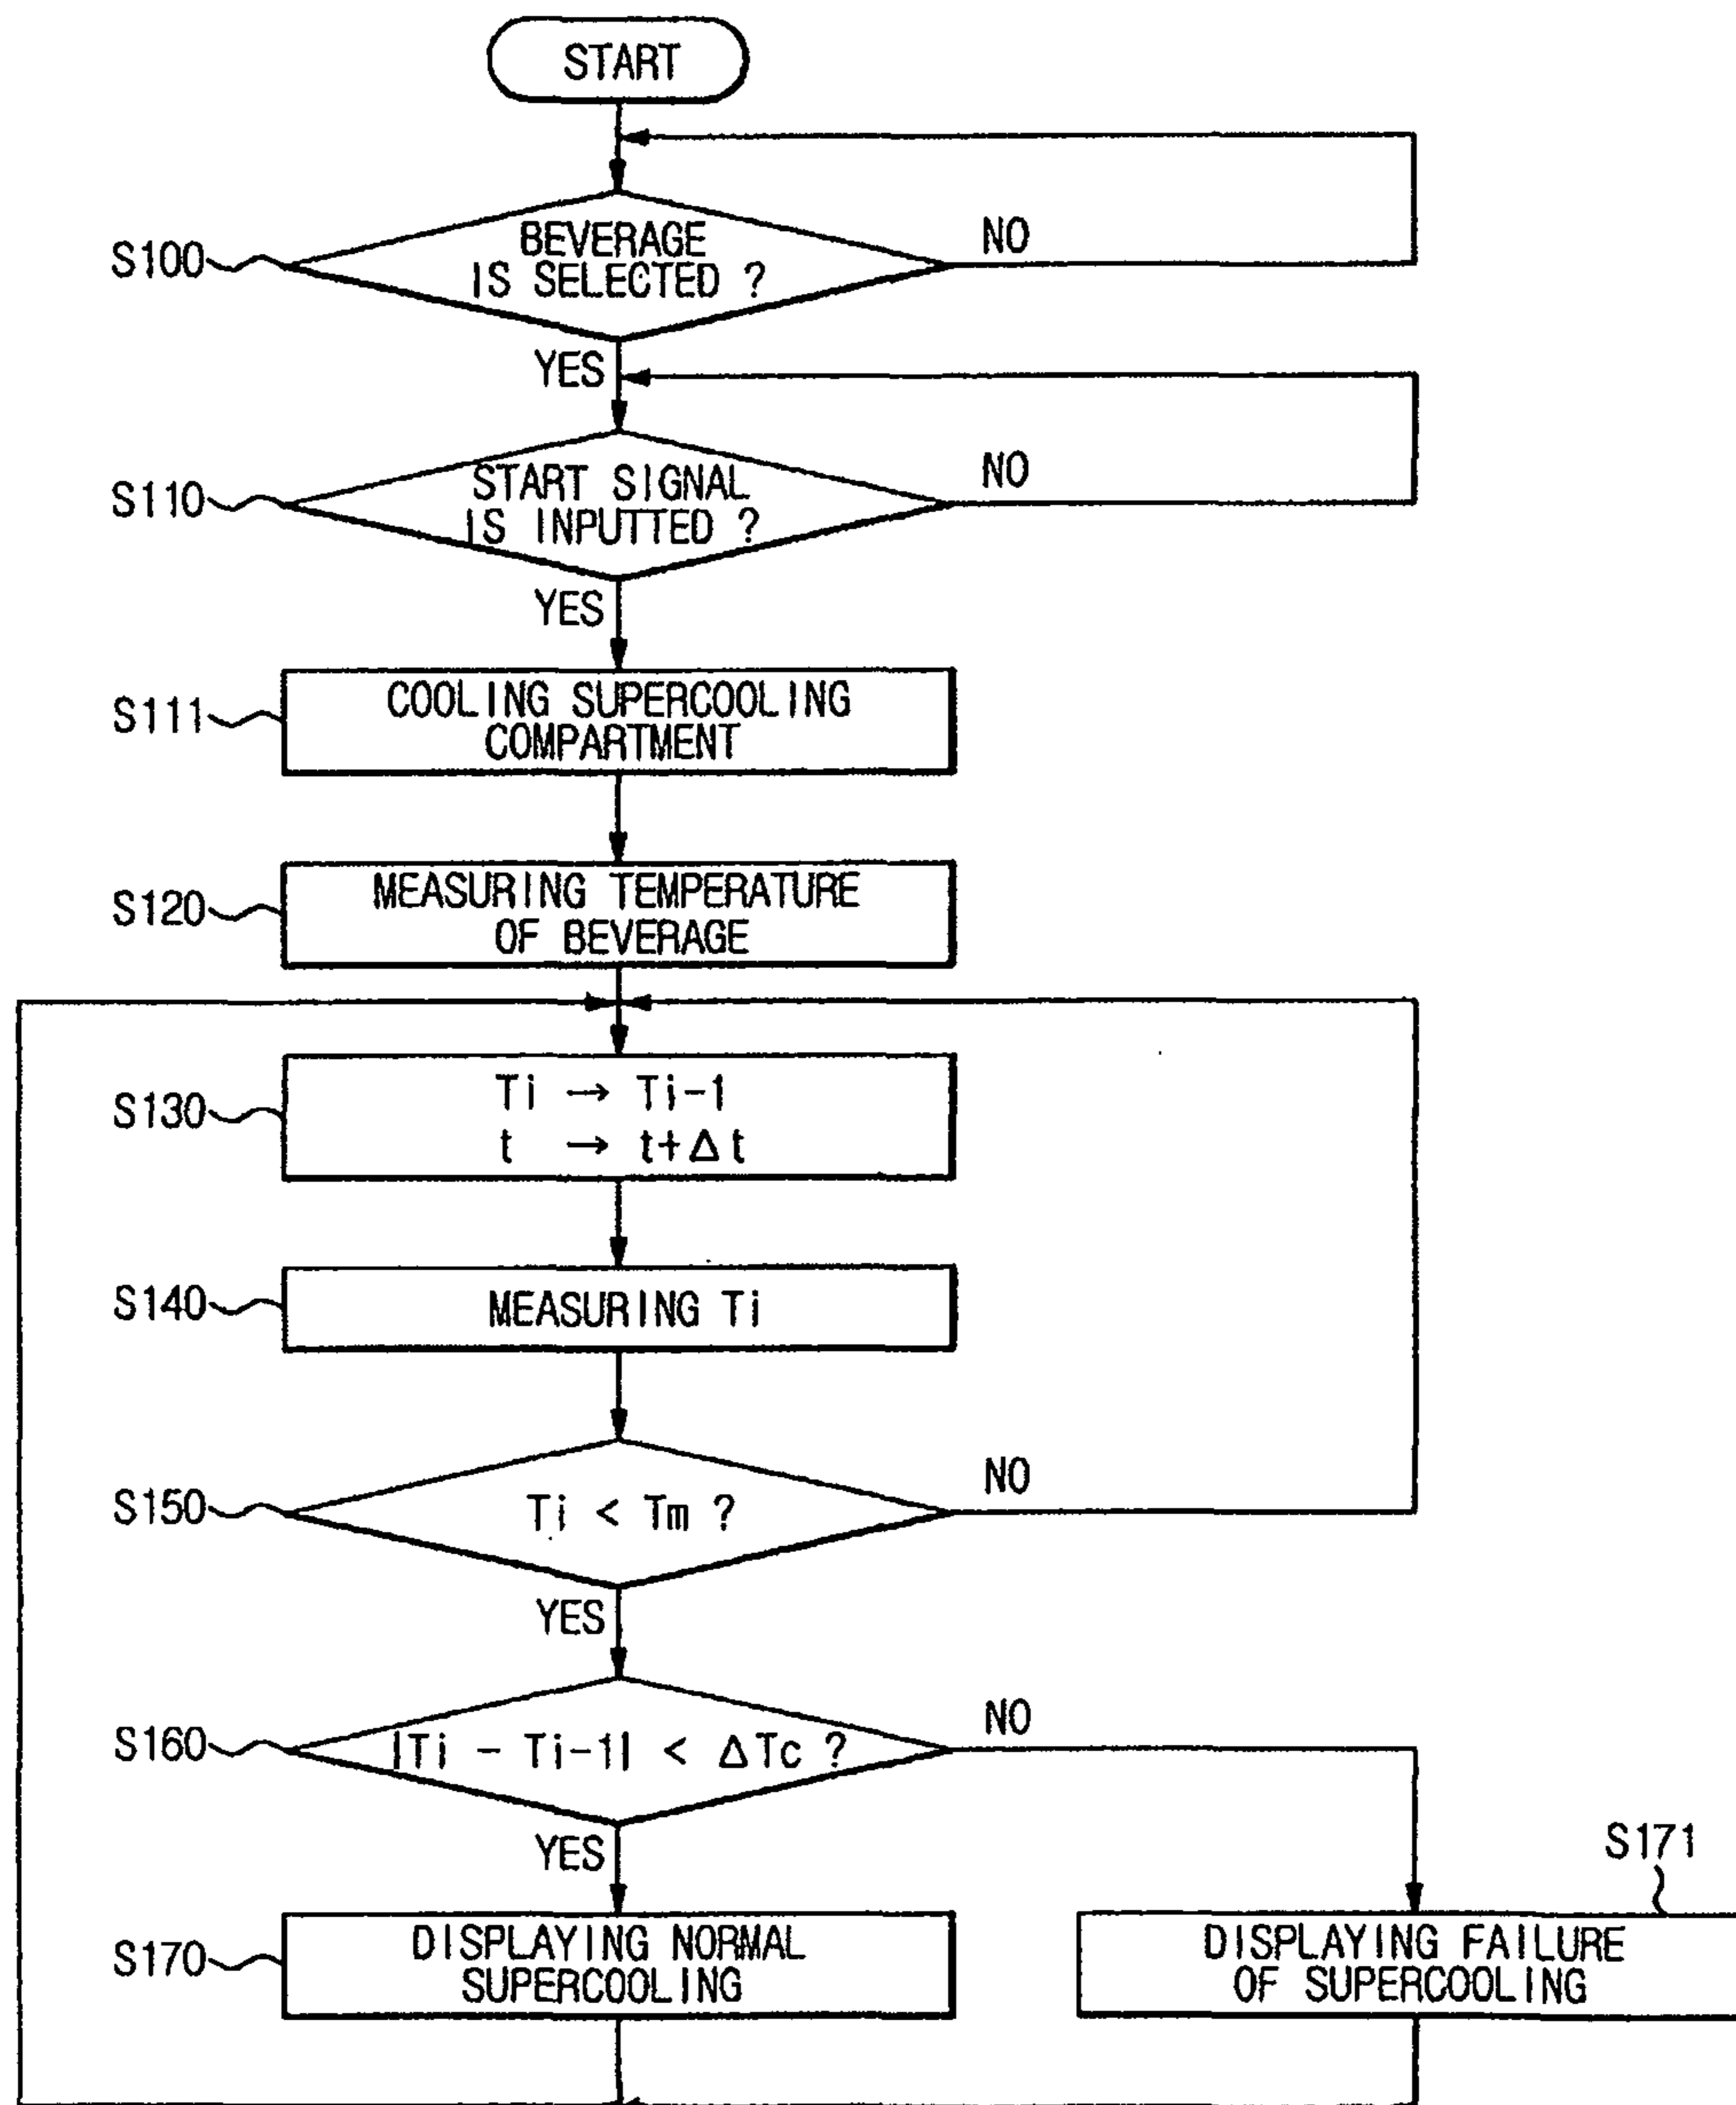 START
BEVERAGE
IS SELECTED ?
NO
S100
YES
START SIGNAL
IS INPUTTED ?
NO
S110
YES
COOLING SUPERCOOLING
COMPARTMENT
S111
MEASURING TEMPERATURE
OF BEVERAGE
S120
Ti → Ti-1
t → t+Δt
S130
MEASURING Ti
S140
Ti < Tm ?
NO
S150
YES
|Ti - Ti-1| < ΔTc ?
NO
S160
YES
S171
DISPLAYING NORMAL
SUPERCOOLING
S170
DISPLAYING FAILURE
OF SUPERCOOLING